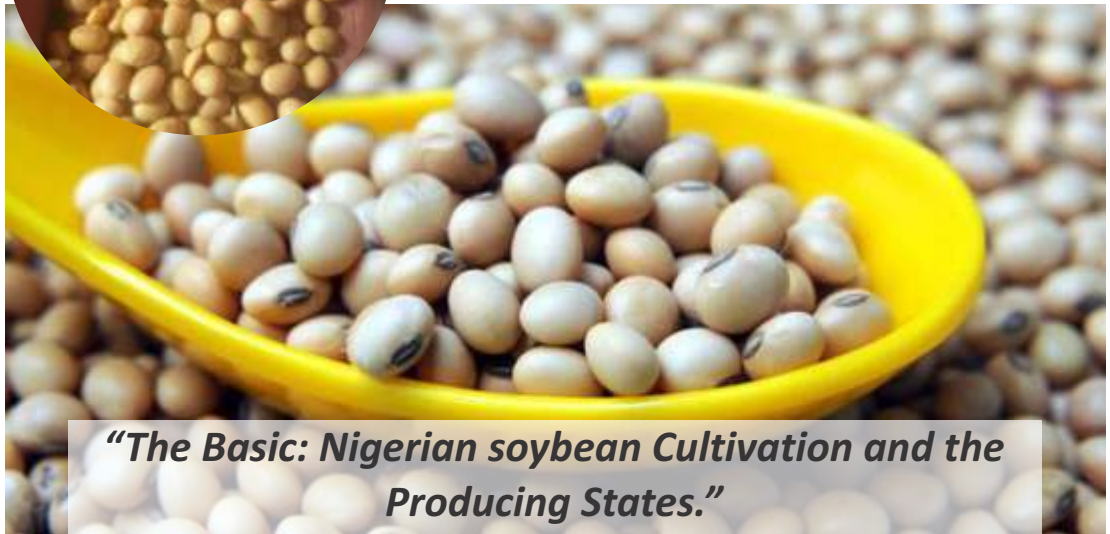 “The Basic: Nigerian soybean Cultivation and the
Producing States.”